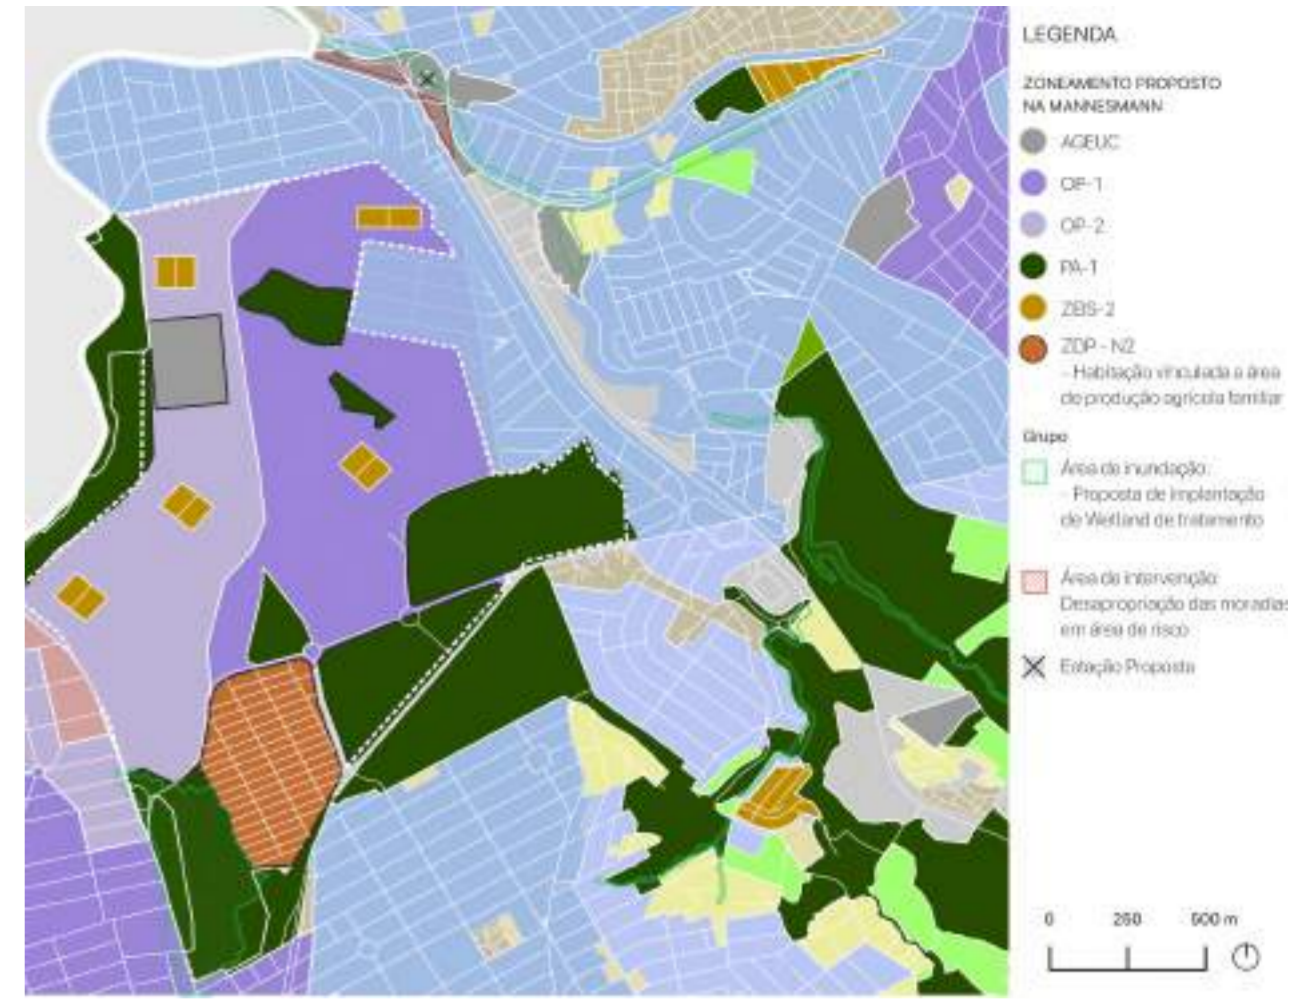 LEGENDA
ZONEAMENTO PROPOSTO
NA MANNESMANN
AGEUC
OP-1
OP-2
PA-1
ZEIS-2
ZDP - N2
- Habitação vinculada a área
de produção agrícola familiar
Grupo
Área de inundação:
- Proposta de implantação
de Wetland de tratamento
Área de intervenção:
Desapropriação das moradias
em área de risco
Estação Proposta
0 250 500 m